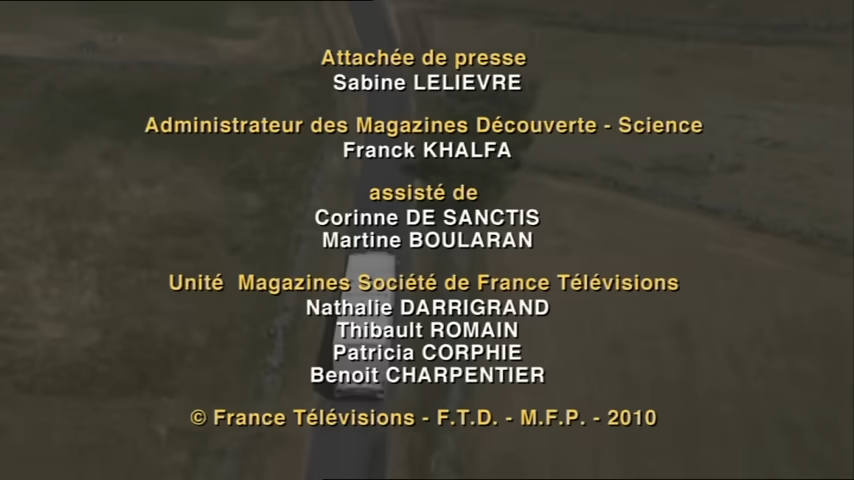 Attachée de presse
Sabine LELIEVRE
Administrateur des Magazines Découverte - Science
Franck KHALFA
assisté de
Corinne DE SANCTIS
Martine BOULARAN
Unité Magazines Société de France Télévisions
Nathalie DARRIGRAND
Thibault ROMAIN
Patricia CORPHIE
Benoit CHARPENTIER
© France Télévisions - F.T.D. - M.F.P. - 2010